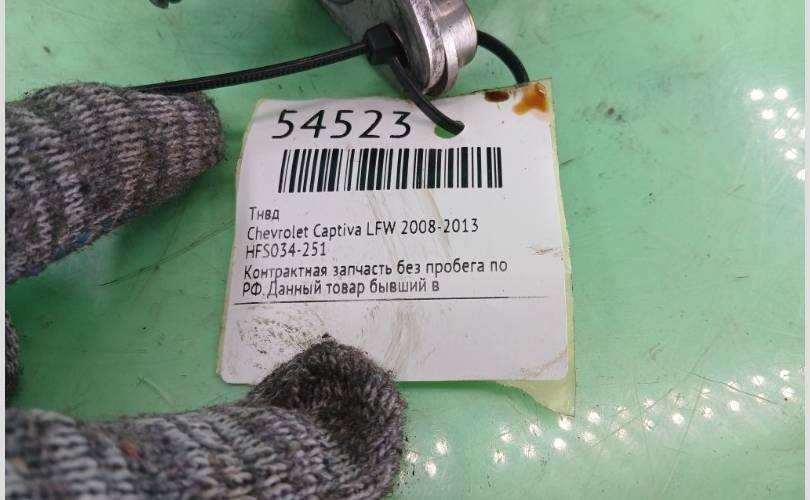 54523
Тнвд
Chevrolet Captiva LFW 2008-2013
HFS034-251
Контрактная запчасть без пробега по
РФ.Данный товар бывший в